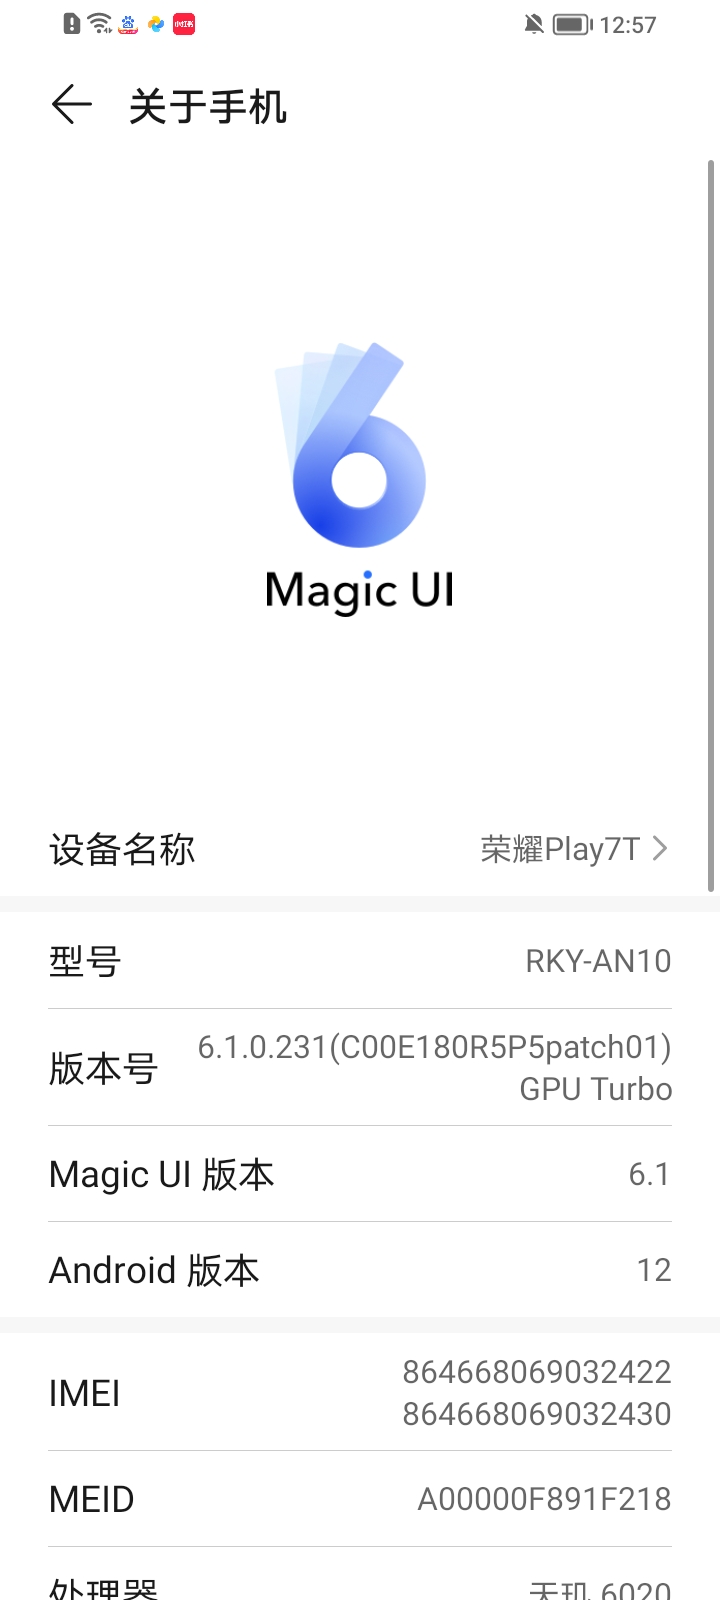 12:57
关于手机
Magic UI
设备名称 荣耀Play7T
型号 RKY-AN10
版本号 6.1.0.231(C00E180R5P5patch01)
GPU Turbo
Magic UI 版本 6.1
Android 版本 12
IMEI 864668069032422
864668069032430
MEID A00000F891F218
处理器 天玑 6020